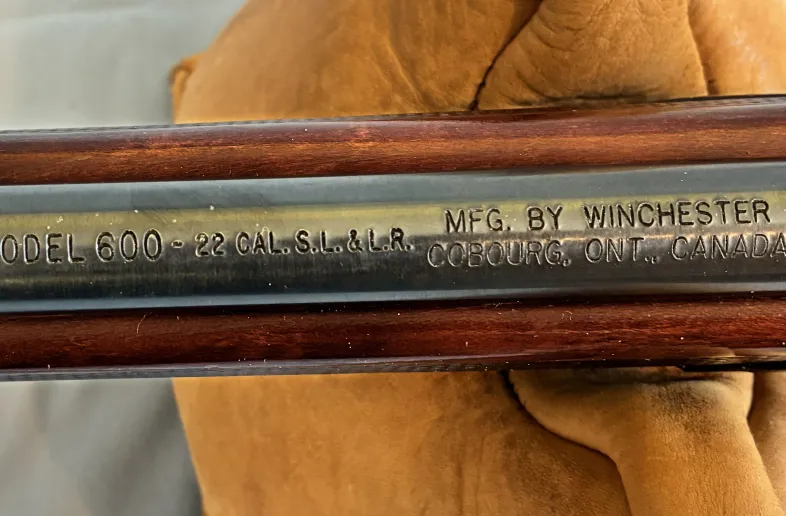 ODEL 600 - 22 CAL. S.L. & L.R.
MFG. BY WINCHESTER
COBOURG, ONT., CANADA